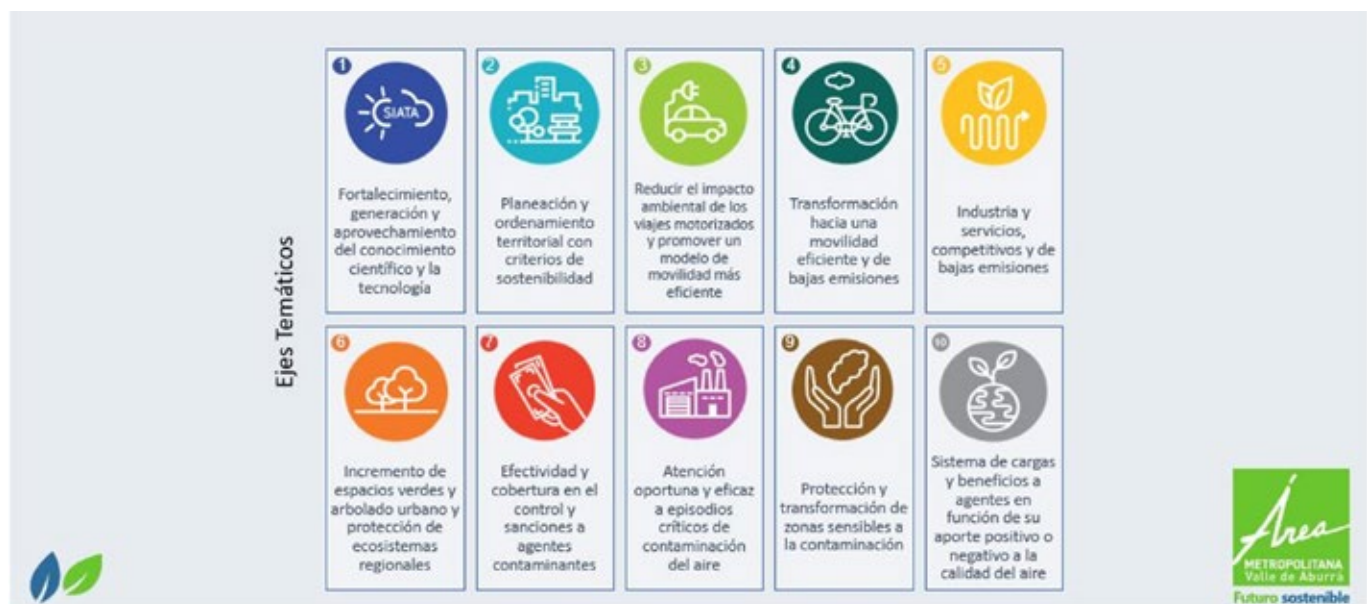 Ejes Temáticos
1
SIATA
Fortalecimiento,
generación y
aprovechamiento
del conocimiento
científico y la
tecnología
2
Planeación y
ordenamiento
territorial con
criterios de
sostenibilidad
3
Reducir el impacto
ambiental de los
viajes motorizados
y promover un
modelo de
movilidad más
eficiente
4
Transformación
hacia una
movilidad
eficiente y de
bajas emisiones
5
Industria y
servicios,
competitivos y de
bajas emisiones
6
Incremento de
espacios verdes y
arbolado urbano y
protección de
ecosistemas
regionales
7
Efectividad y
cobertura en el
control y
sanciones a
agentes
contaminantes
8
Atención
oportuna y eficaz
a episodios
críticos de
contaminación
del aire
9
Protección y
transformación de
zonas sensibles a
la contaminación
10
Sistema de cargas
y beneficios a
agentes en
función de su
aporte positivo o
negativo a la
calidad del aire
Área
METROPOLITANA
Valle de Aburrá
Futuro sostenible